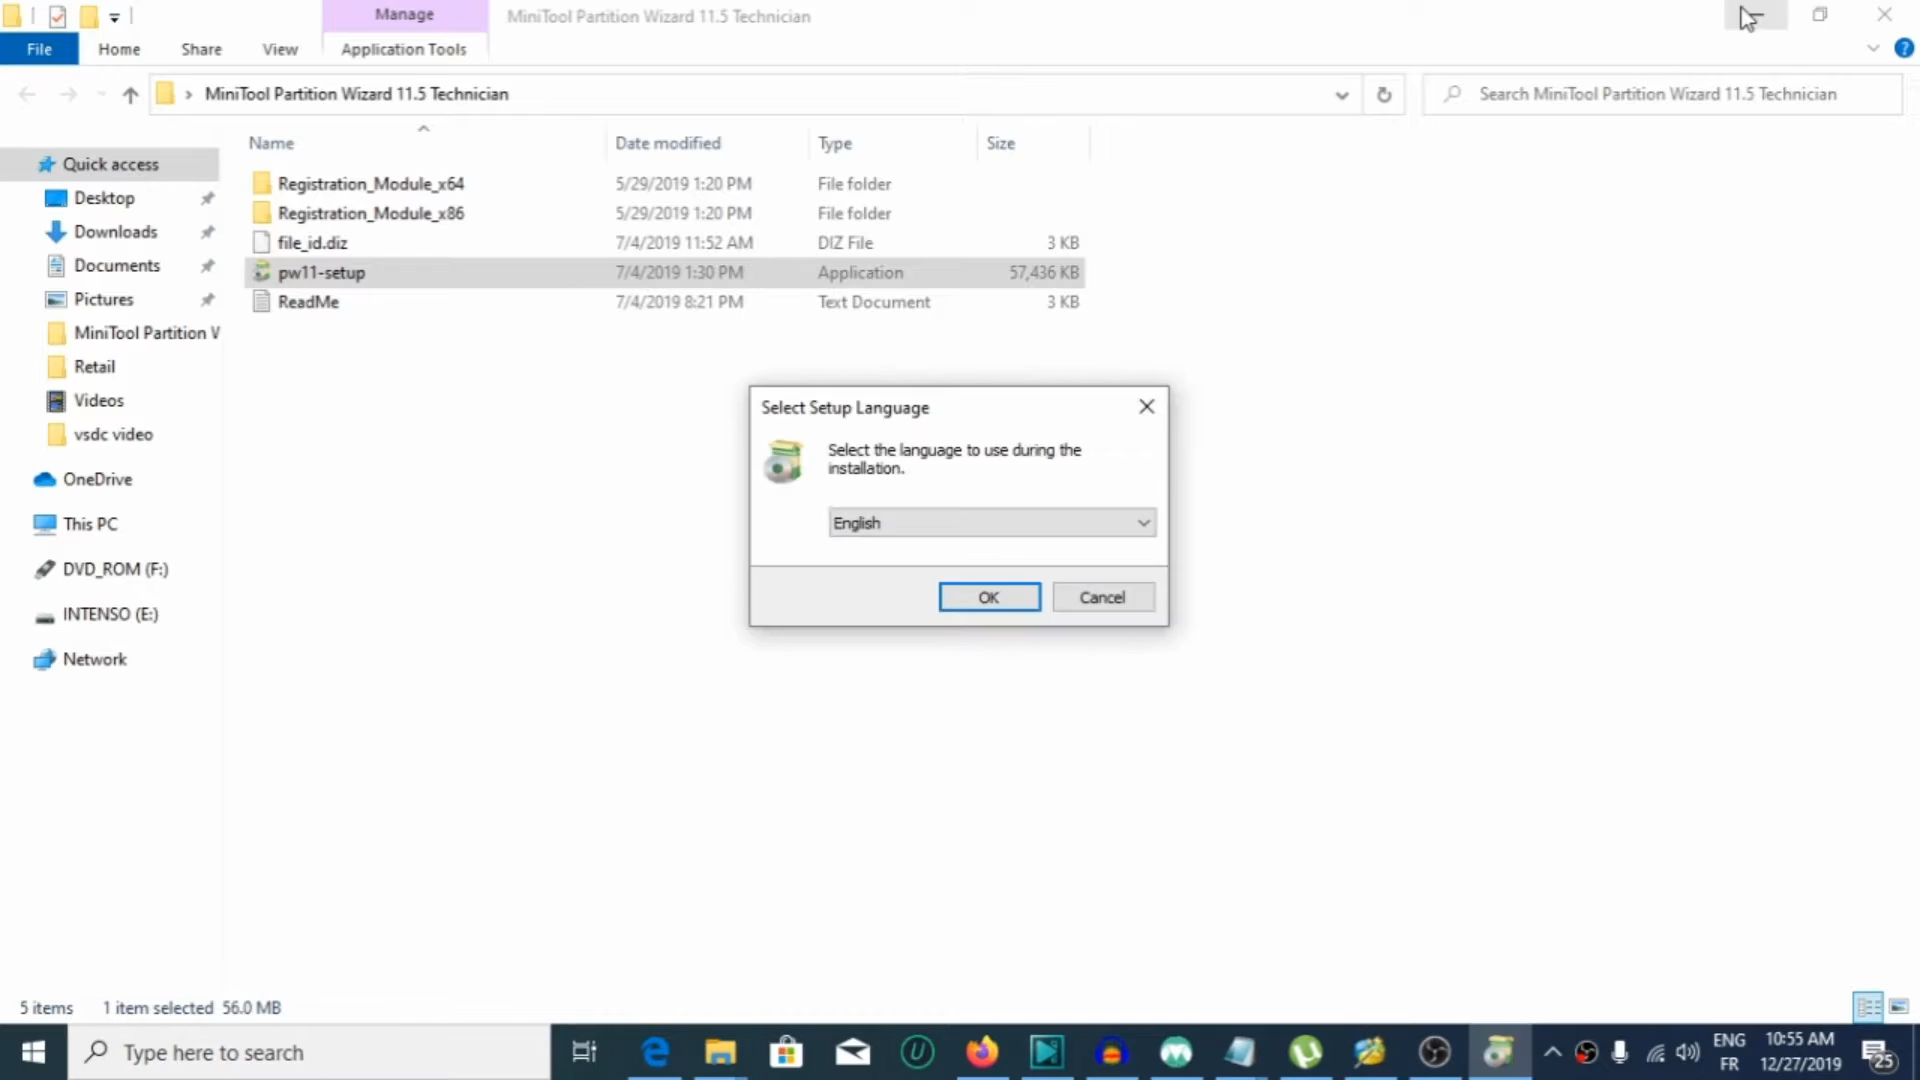 Manage
MiniTool Partition Wizard 11.5 Technician
File
Home
Share
View
Application Tools
MiniTool Partition Wizard 11.5 Technician
Search MiniTool Partition Wizard 11.5 Technician
Name
Date modified
Type
Size
Quick access
Desktop
Downloads
Documents
Pictures
MiniTool Partition W
Retail
Videos
vsdc video
OneDrive
This PC
DVD_ROM (F:)
INTENSO (E:)
Network
Registration_Module_x64 5/29/2019 1:20 PM File folder
Registration_Module_x86 5/29/2019 1:20 PM File folder
file_id.diz 7/4/2019 11:52 AM DIZ File 3 KB
pw11-setup 7/4/2019 1:30 PM Application 57,436 KB
ReadMe 7/4/2019 8:21 PM Text Document 3 KB
Select Setup Language
Select the language to use during the
installation.
English
OK
Cancel
5 items 1 item selected 56.0 MB
Type here to search
ENG
FR
10:55 AM
12/27/2019
25